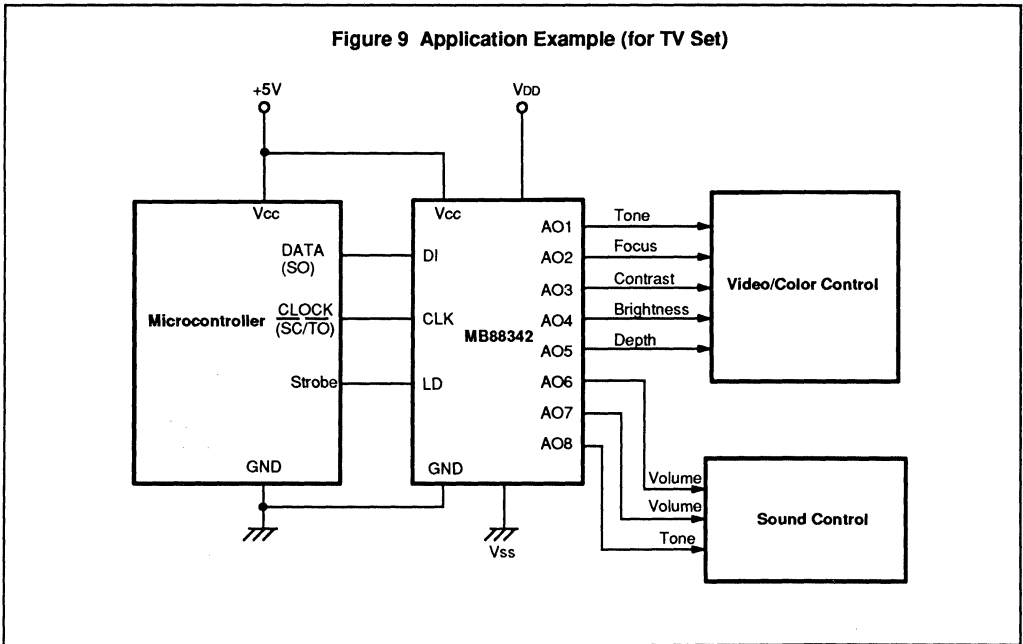 Figure 9 Application Example (for TV Set)
+5V
VDD
Vcc
Vcc
DATA
(SO)
CLOCK
(SC/TO)
Microcontroller
Strobe
GND
DI
CLK
MB88342
LD
GND
AO1
AO2
AO3
AO4
AO5
AO6
AO7
AO8
Tone
Focus
Contrast
Brightness
Depth
Video/Color Control
Volume
Volume
Tone
Sound Control
Vss